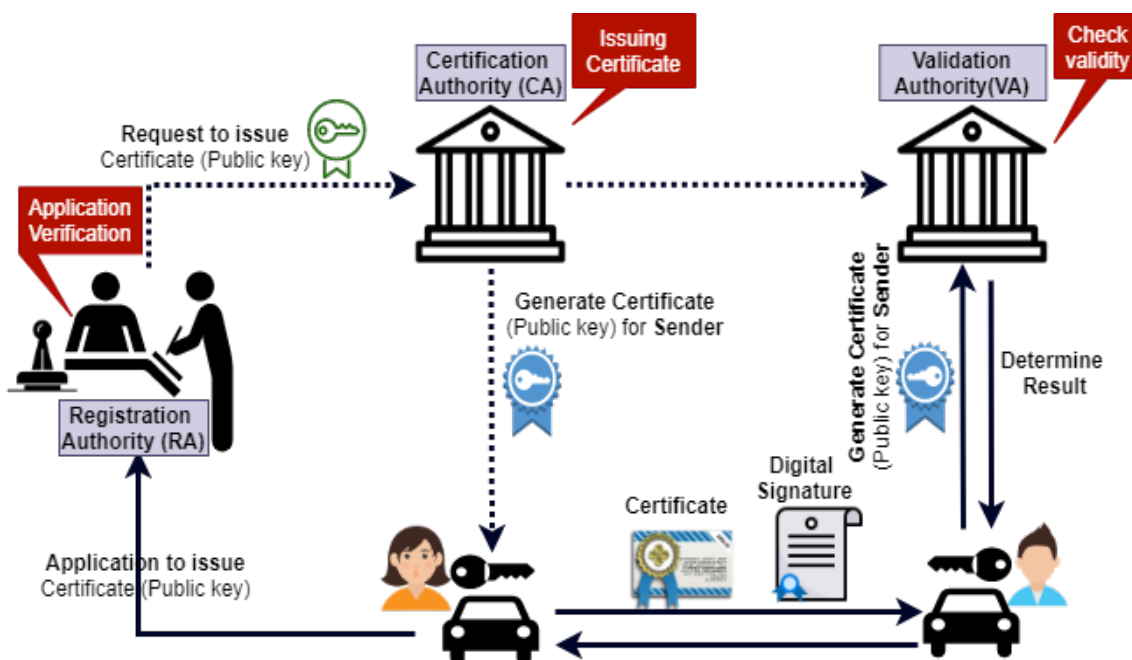 Certification
Authority (CA)
Issuing
Certificate
Validation
Authority(VA)
Check
validity
Request to issue
Certificate (Public key)
Application
Verification
Generate Certificate
(Public key) for Sender
Generate Certificate
(Public key) for Sender
Determine
Result
Registration
Authority (RA)
Digital
Signature
Certificate
Application to issue
Certificate (Public key)